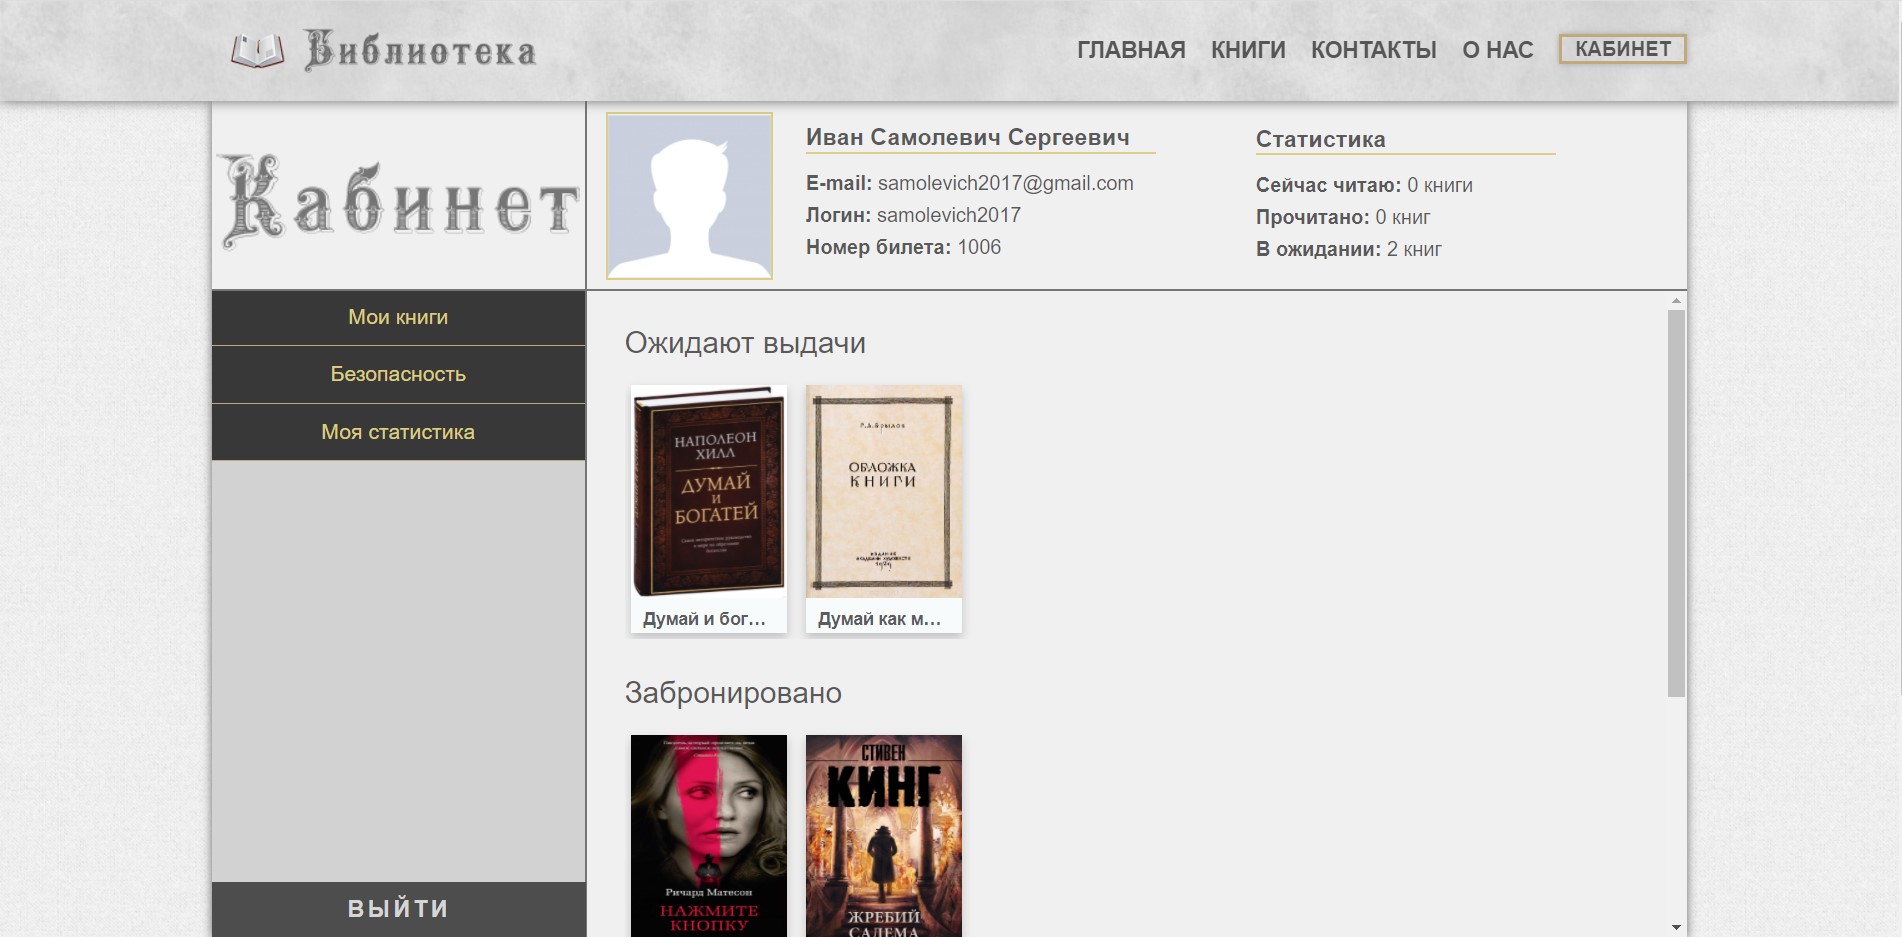 Библиотека
ГЛАВНАЯ КНИГИ КОНТАКТЫ О НАС КАБИНЕТ
Кабинет
Иван Самолевич Сергеевич
E-mail: samolevich2017@gmail.com
Логин: samolevich2017
Номер билета: 1006
Статистика
Сейчас читаю: 0 книги
Прочитано: 0 книг
В ожидании: 2 книг
Мои книги
Безопасность
Моя статистика
ВЫЙТИ
Ожидают выдачи
НАПОЛЕОН
ХИЛЛ
ДУМАЙ
И
БОГАТЕЙ
Думай и бог...
ОБЛОЖКА
КНИГИ
Думай как м...
Забронировано
Ричард Матесон
НАЖМИТЕ
КНОПКУ
СТИВЕН
КИНГ
ЖРЕБИЙ
САЛЕМА